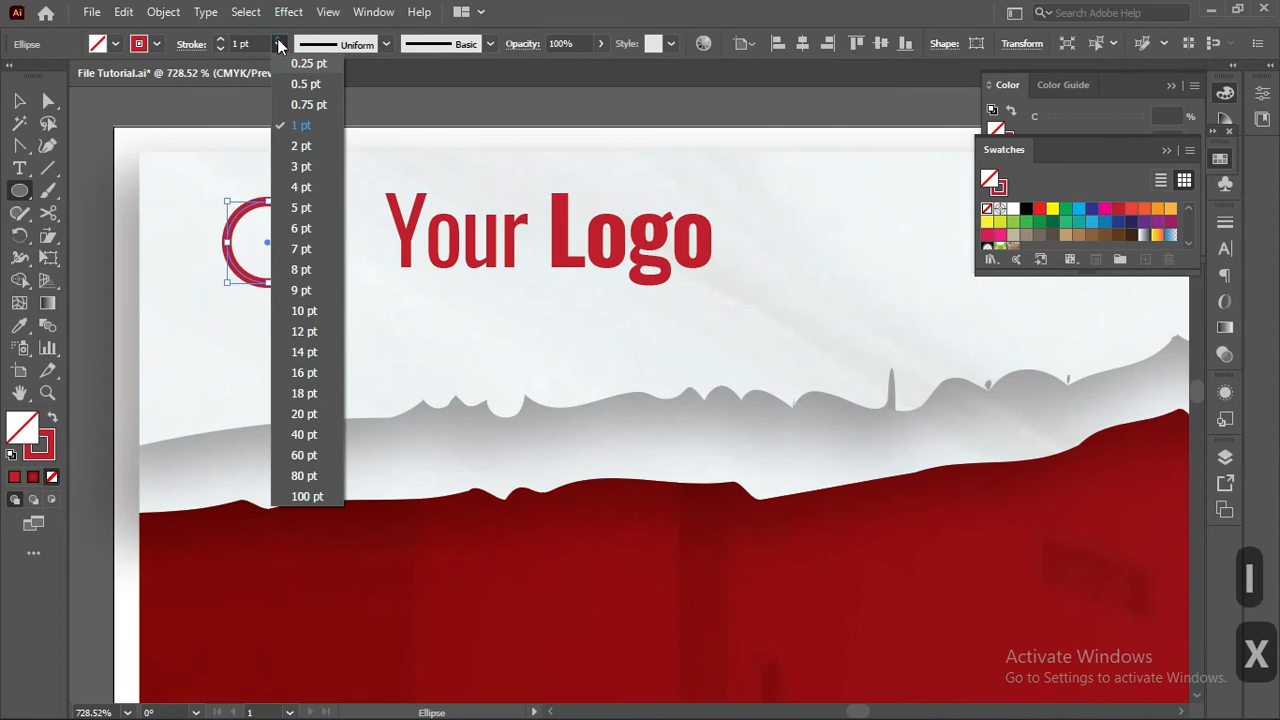 Ai File Edit Object Type Select Effect View Window Help Search Adobe Help
Ellipse Stroke: 1 pt Uniform Basic Opacity: 100% Style: Shape: Transform
File Tutorial.ai* @ 728.52 % (CMYK/Prev
0.25 pt
0.5 pt
0.75 pt
1 pt
2 pt
3 pt
4 pt
5 pt
6 pt
7 pt
8 pt
9 pt
10 pt
12 pt
14 pt
16 pt
18 pt
20 pt
40 pt
60 pt
80 pt
100 pt
Your Logo
Color Color Guide
C %
Swatches
I
X
Activate Windows
Go to Settings to activate Windows.
728.52% 0° 1 Ellipse